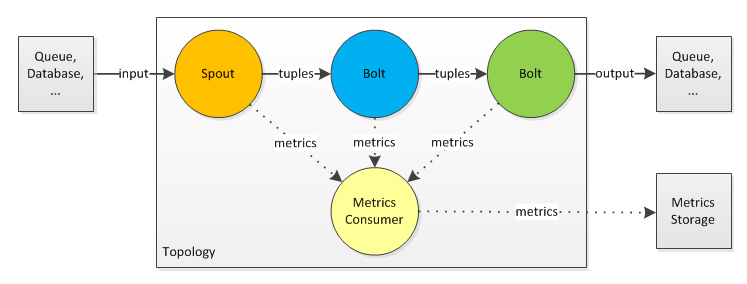 Queue,
Database,
...
input
Spout
tuples
Bolt
tuples
Bolt
output
Queue,
Database,
...
metrics
metrics
metrics
Metrics
Consumer
metrics
Metrics
Storage
Topology